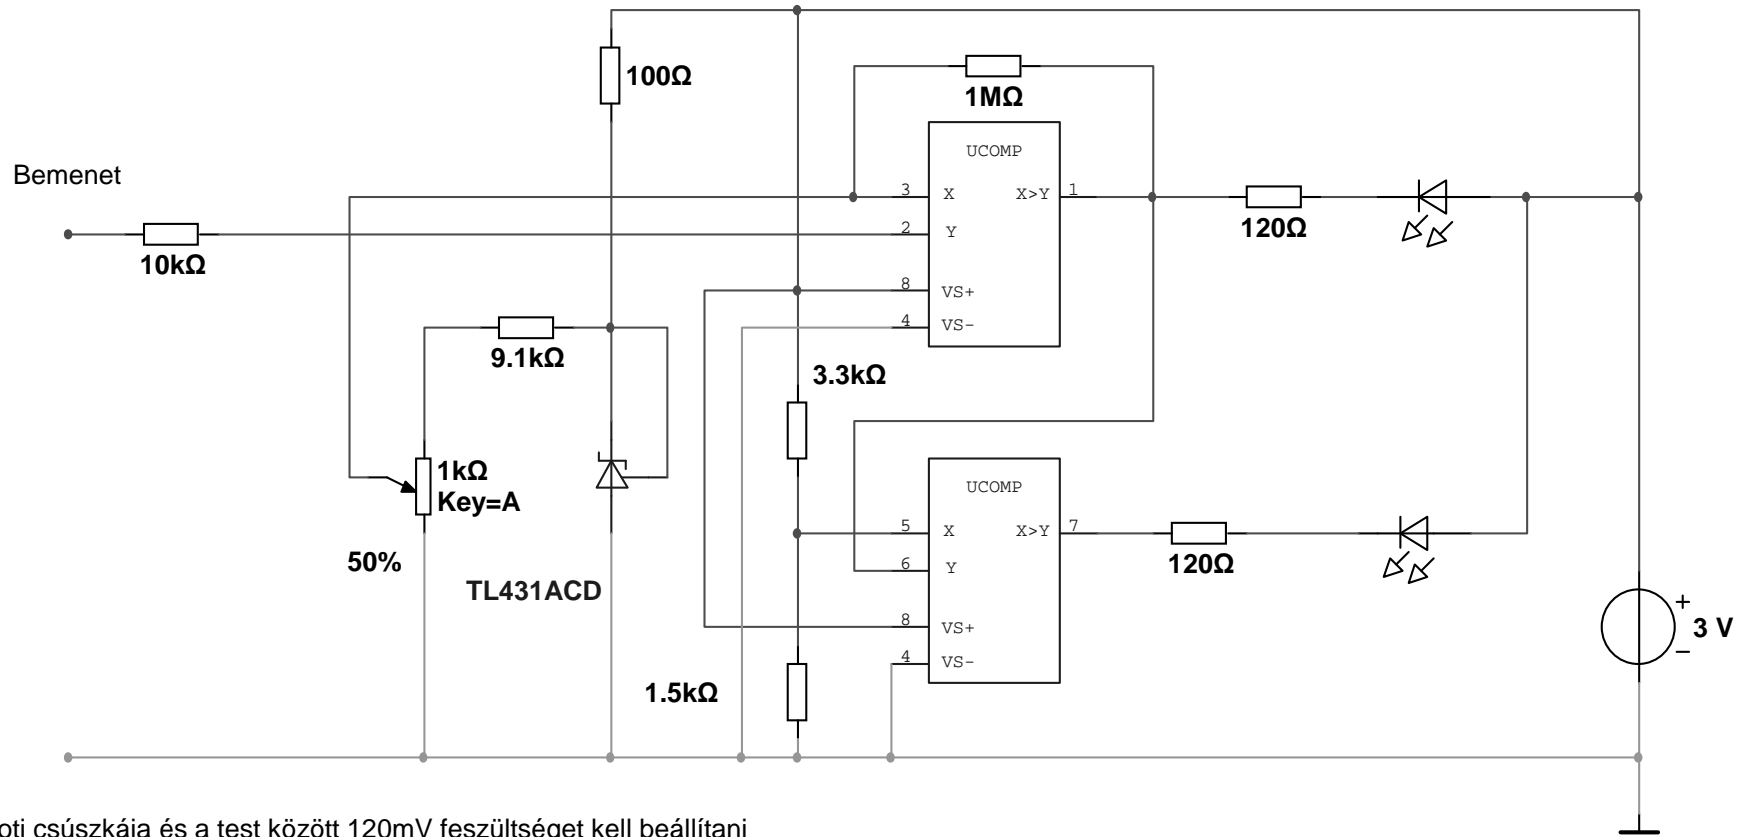 100Ω
1MΩ
Bemenet
UCOMP
3 X X>Y 1
2 Y
120Ω
10kΩ
8 VS+
4 VS-
9.1kΩ
3.3kΩ
1kΩ
Key=A
50%
TL431ACD
UCOMP
5 X X>Y 7
6 Y
120Ω
8 VS+
4 VS-
1.5kΩ
+
3 V
−
csúszkája és a test között 120mV feszültséget kell beállítani